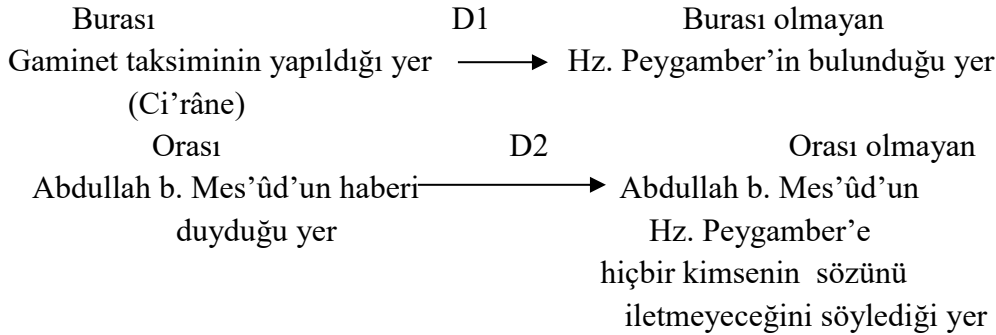 Burası D1 Burası olmayan
Gaminet taksiminin yapıldığı yer Hz. Peygamber’in bulunduğu yer
(Ci’râne)
Orası D2 Orası olmayan
Abdullah b. Mes’ûd’un haberi Abdullah b. Mes’ûd’un
duyduğu yer Hz. Peygamber’e
hiçbir kimsenin sözünü
iletmeyeceğini söylediği yer